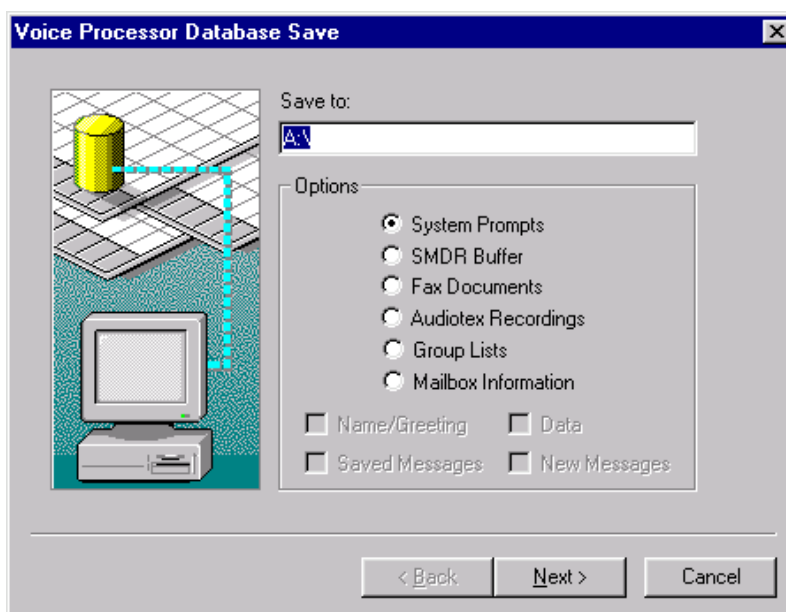 Voice Processor Database Save
Save to:
A:\
Options
System Prompts
SMDR Buffer
Fax Documents
Audiotex Recordings
Group Lists
Mailbox Information
Name/Greeting Data
Saved Messages New Messages
< Back Next > Cancel